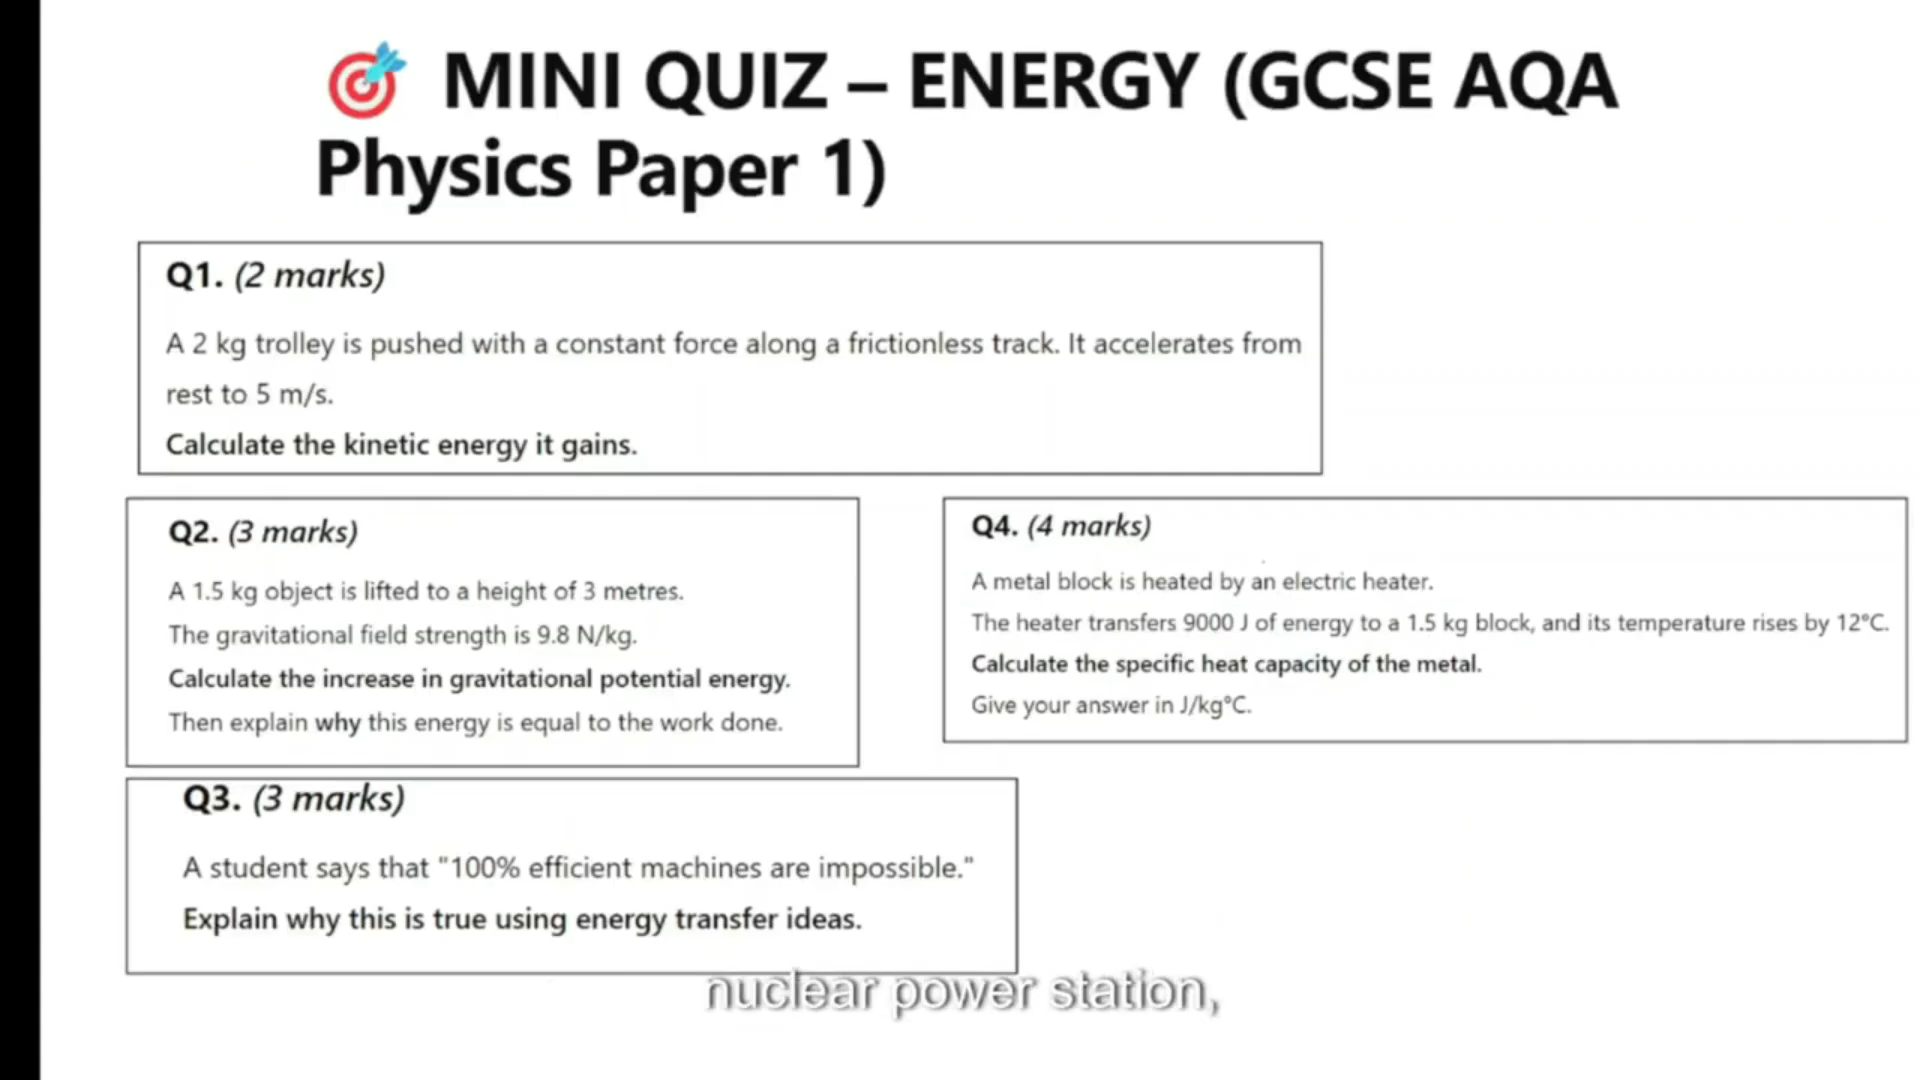 MINI QUIZ – ENERGY (GCSE AQA
Physics Paper 1)
Q1. (2 marks)
A 2 kg trolley is pushed with a constant force along a frictionless track. It accelerates from
rest to 5 m/s.
Calculate the kinetic energy it gains.
Q2. (3 marks)
A 1.5 kg object is lifted to a height of 3 metres.
The gravitational field strength is 9.8 N/kg.
Calculate the increase in gravitational potential energy.
Then explain why this energy is equal to the work done.
Q4. (4 marks)
A metal block is heated by an electric heater.
The heater transfers 9000 J of energy to a 1.5 kg block, and its temperature rises by 12°C.
Calculate the specific heat capacity of the metal.
Give your answer in J/kg°C.
Q3. (3 marks)
A student says that "100% efficient machines are impossible."
Explain why this is true using energy transfer ideas.
nuclear power station,